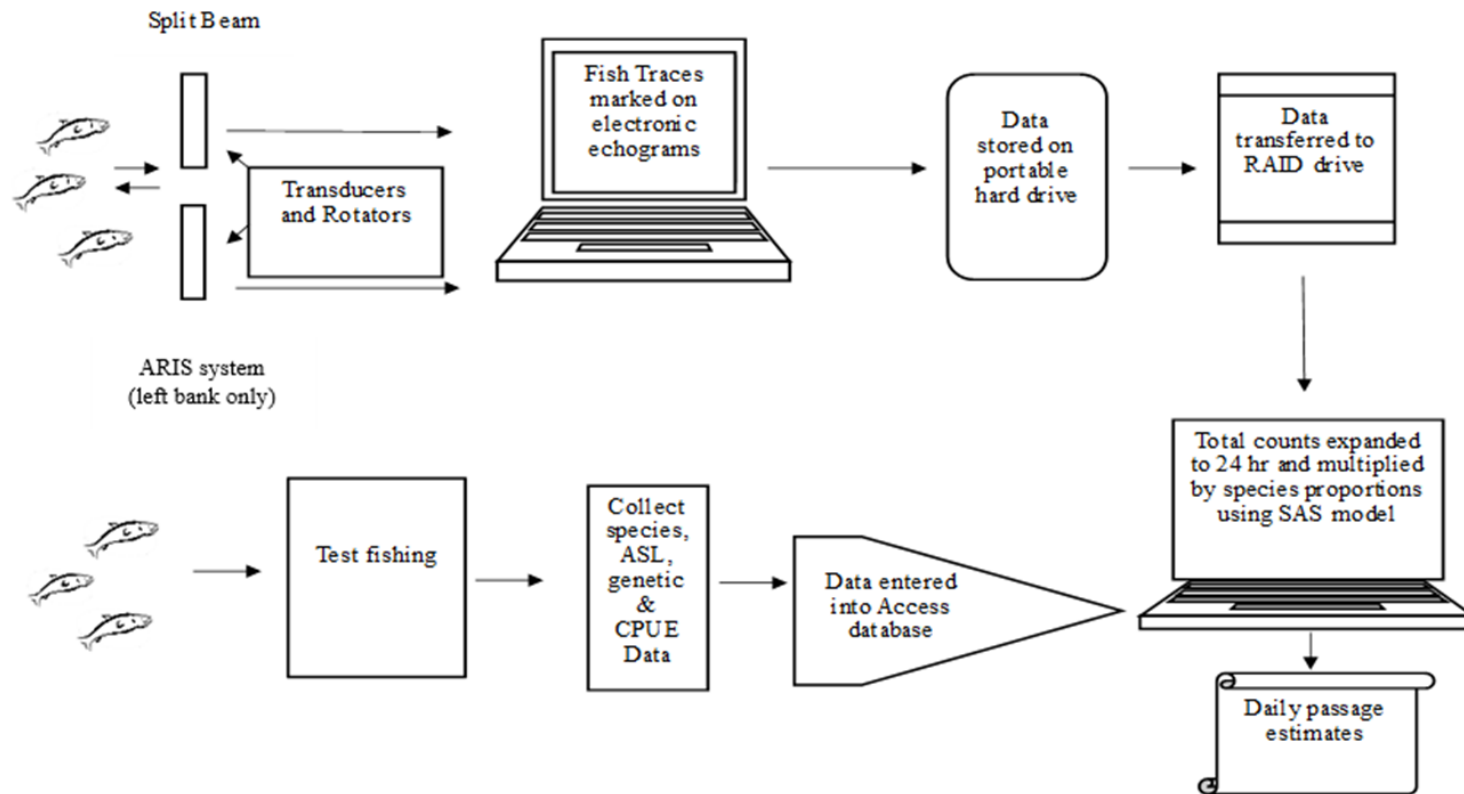 Split Beam
Fish Traces
marked on
electronic
echograms
Data
stored on
portable
hard drive
Data
transferred to
RAID drive
Transducers
and Rotators
ARIS system
(left bank only)
Total counts expanded
to 24 hr and multiplied
by species proportions
using SAS model
Test fishing
Collect
species,
ASL,
genetic
&
CPUE
Data
Data entered
into Access
database
Daily passage
estimates